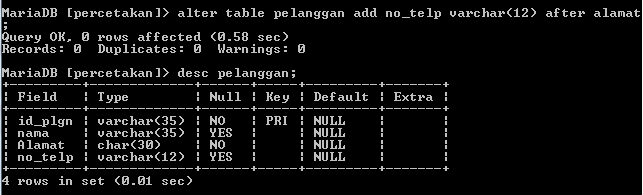 MariaDB [percetakan]> alter table pelanggan add no_telp varchar(12) after alamat
;
Query OK, 0 rows affected (0.58 sec)
Records: 0  Duplicates: 0  Warnings: 0

MariaDB [percetakan]> desc pelanggan;
+---------+-------------+------+-----+---------+-------+
| Field   | Type        | Null | Key | Default | Extra |
+---------+-------------+------+-----+---------+-------+
| id_plgn | varchar(35) | NO   | PRI | NULL    |       |
| nama    | varchar(35) | YES  |     | NULL    |       |
| Alamat  | char(30)    | NO   |     | NULL    |       |
| no_telp | varchar(12) | YES  |     | NULL    |       |
+---------+-------------+------+-----+---------+-------+
4 rows in set (0.01 sec)